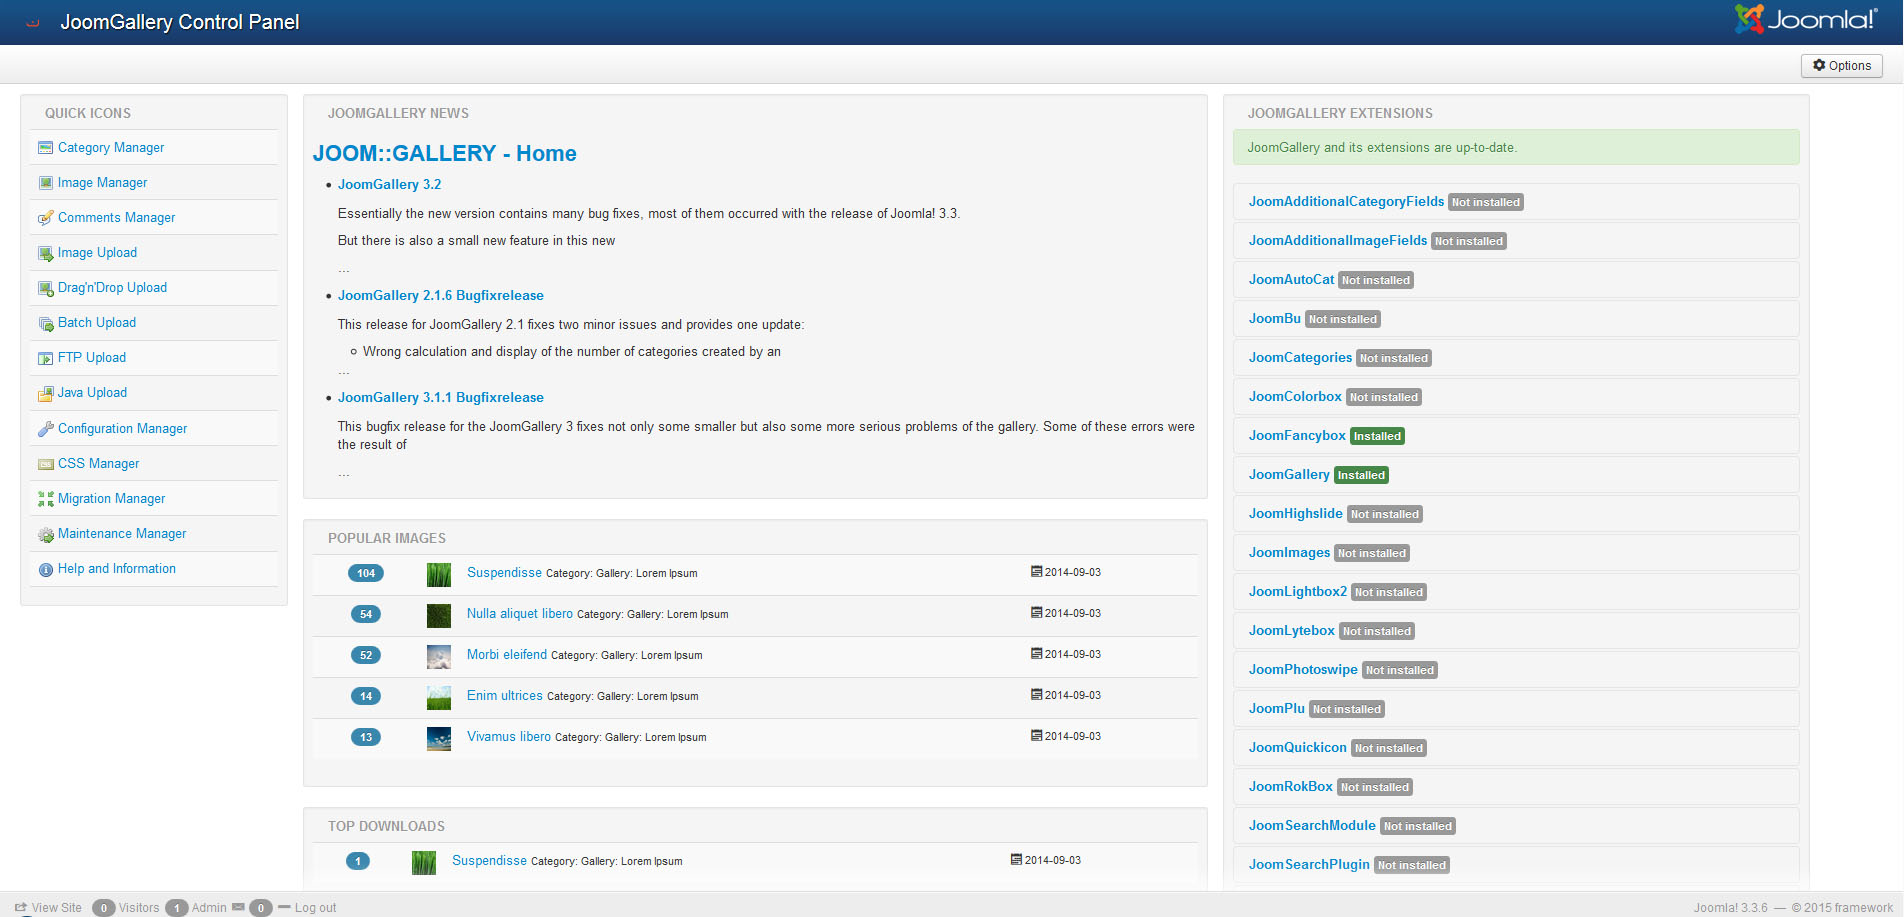 JoomGallery Control Panel
Joomla!®
Options
QUICK ICONS
Category Manager
Image Manager
Comments Manager
Image Upload
Drag'n'Drop Upload
Batch Upload
FTP Upload
Java Upload
Configuration Manager
CSS Manager
Migration Manager
Maintenance Manager
Help and Information
JOOMGALLERY NEWS
JOOM::GALLERY - Home
JoomGallery 3.2
Essentially the new version contains many bug fixes, most of them occurred with the release of Joomla! 3.3.
But there is also a small new feature in this new
...
JoomGallery 2.1.6 Bugfixrelease
This release for JoomGallery 2.1 fixes two minor issues and provides one update:
Wrong calculation and display of the number of categories created by an
...
JoomGallery 3.1.1 Bugfixrelease
This bugfix release for the JoomGallery 3 fixes not only some smaller but also some more serious problems of the gallery. Some of these errors were
the result of
...
POPULAR IMAGES
104 Suspendisse Category: Gallery: Lorem Ipsum 2014-09-03
54 Nulla aliquet libero Category: Gallery: Lorem Ipsum 2014-09-03
52 Morbi eleifend Category: Gallery: Lorem Ipsum 2014-09-03
14 Enim ultrices Category: Gallery: Lorem Ipsum 2014-09-03
13 Vivamus libero Category: Gallery: Lorem Ipsum 2014-09-03
TOP DOWNLOADS
1 Suspendisse Category: Gallery: Lorem Ipsum 2014-09-03
JOOMGALLERY EXTENSIONS
JoomGallery and its extensions are up-to-date.
JoomAdditionalCategoryFields Not installed
JoomAdditionalImageFields Not installed
JoomAutoCat Not installed
JoomBu Not installed
JoomCategories Not installed
JoomColorbox Not installed
JoomFancybox Installed
JoomGallery Installed
JoomHighslide Not installed
JoomImages Not installed
JoomLightbox2 Not installed
JoomLytebox Not installed
JoomPhotoswipe Not installed
JoomPlu Not installed
JoomQuickicon Not installed
JoomRokBox Not installed
JoomSearchModule Not installed
JoomSearchPlugin Not installed
View Site 0 Visitors 1 Admin 0 Log out
Joomla! 3.3.6 — © 2015 framework